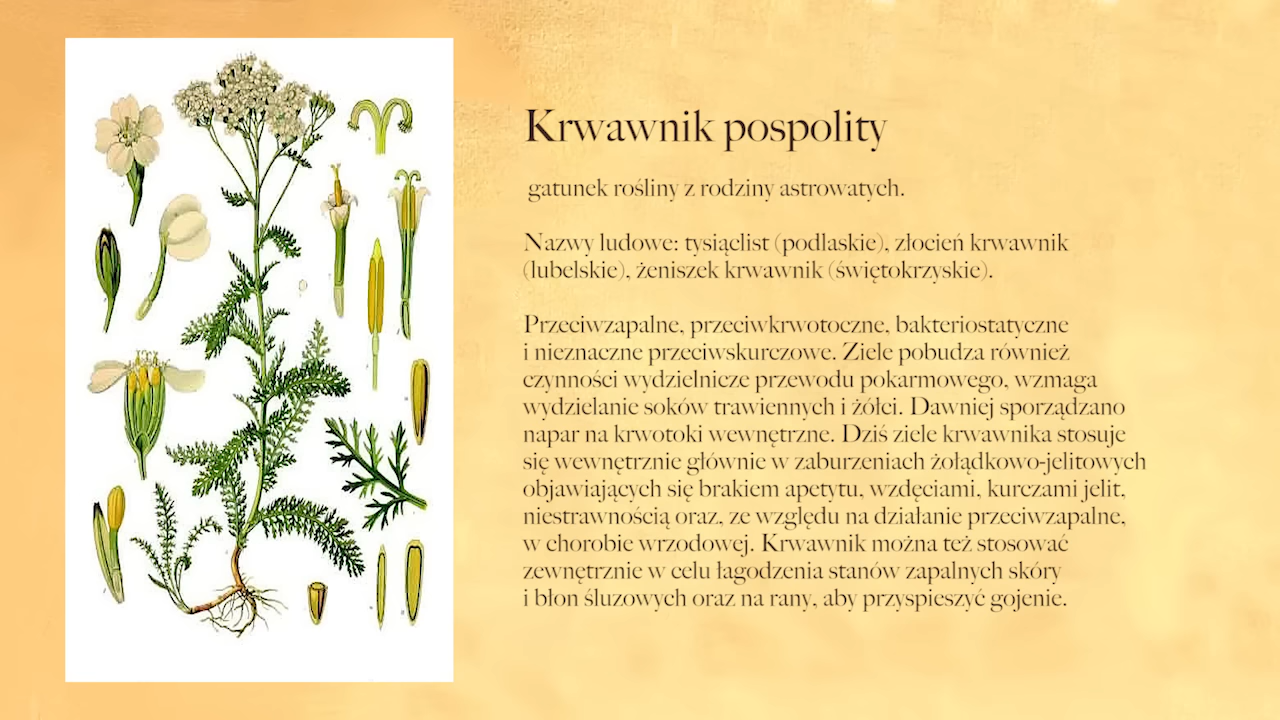 Krwawnik pospolity
gatunek rośliny z rodziny astrowatych.
Nazwy ludowe: tysiąclist (podlaskie), złocień krwawnik
(lubelskie), żeniszek krwawnik (świętokrzyskie).
Przeciwzapalne, przeciwkrwotoczne, bakteriostatyczne
i nieznaczne przeciwskurczowe. Ziele pobudza również
czynności wydzielnicze przewodu pokarmowego, wzmaga
wydzielanie soków trawiennych i żółci. Dawniej sporządzano
napar na krwotoki wewnętrzne. Dziś ziele krwawnika stosuje
się wewnętrznie głównie w zaburzeniach żołądkowo-jelitowych
objawiających się brakiem apetytu, wzdęciami, kurczami jelit,
niestrawnością oraz, ze względu na działanie przeciwzapalne,
w chorobie wrzodowej. Krwawnik można też stosować
zewnętrznie w celu łagodzenia stanów zapalnych skóry
i błon śluzowych oraz na rany, aby przyspieszyć gojenie.